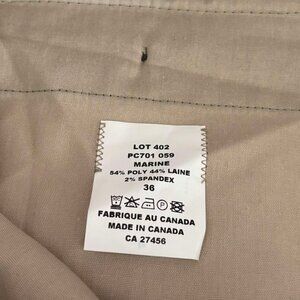 LOT 402
PC701 059
MARINE
54% POLY 44% LAINE
2% SPANDEX
36
FABRIQUE AU CANADA
MADE IN CANADA
CA 27456